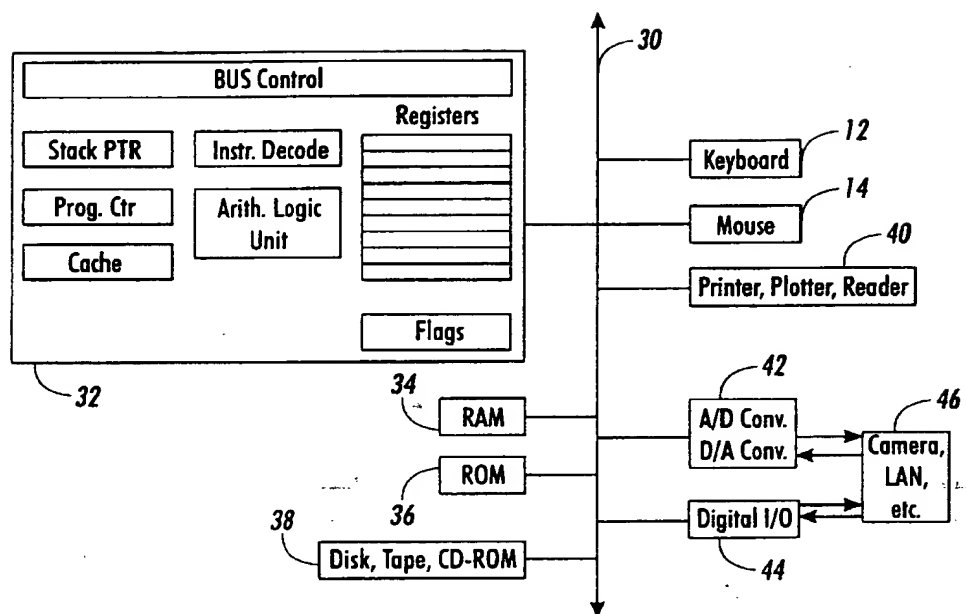 30
BUS Control
Registers
Stack PTR
Instr. Decode
12
Keyboard
Prog. Ctr
Arith. Logic
Unit
14
Mouse
Cache
40
Printer, Plotter, Reader
Flags
32
34
RAM
42
A/D Conv.
D/A Conv.
46
Camera,
LAN,
etc.
ROM
36
38
Disk, Tape, CD-ROM
Digital I/O
44